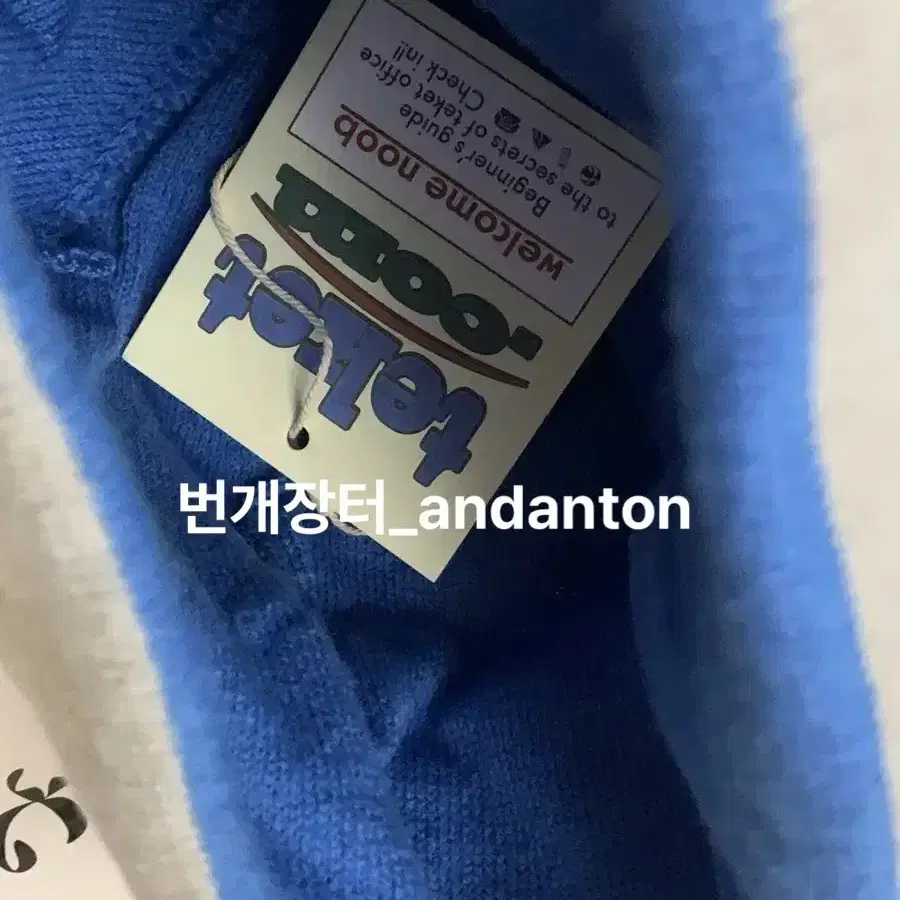 teket
welcome noob
Beginner's guide
to the secrets of teket office
Check in!!
번개장터_andanton